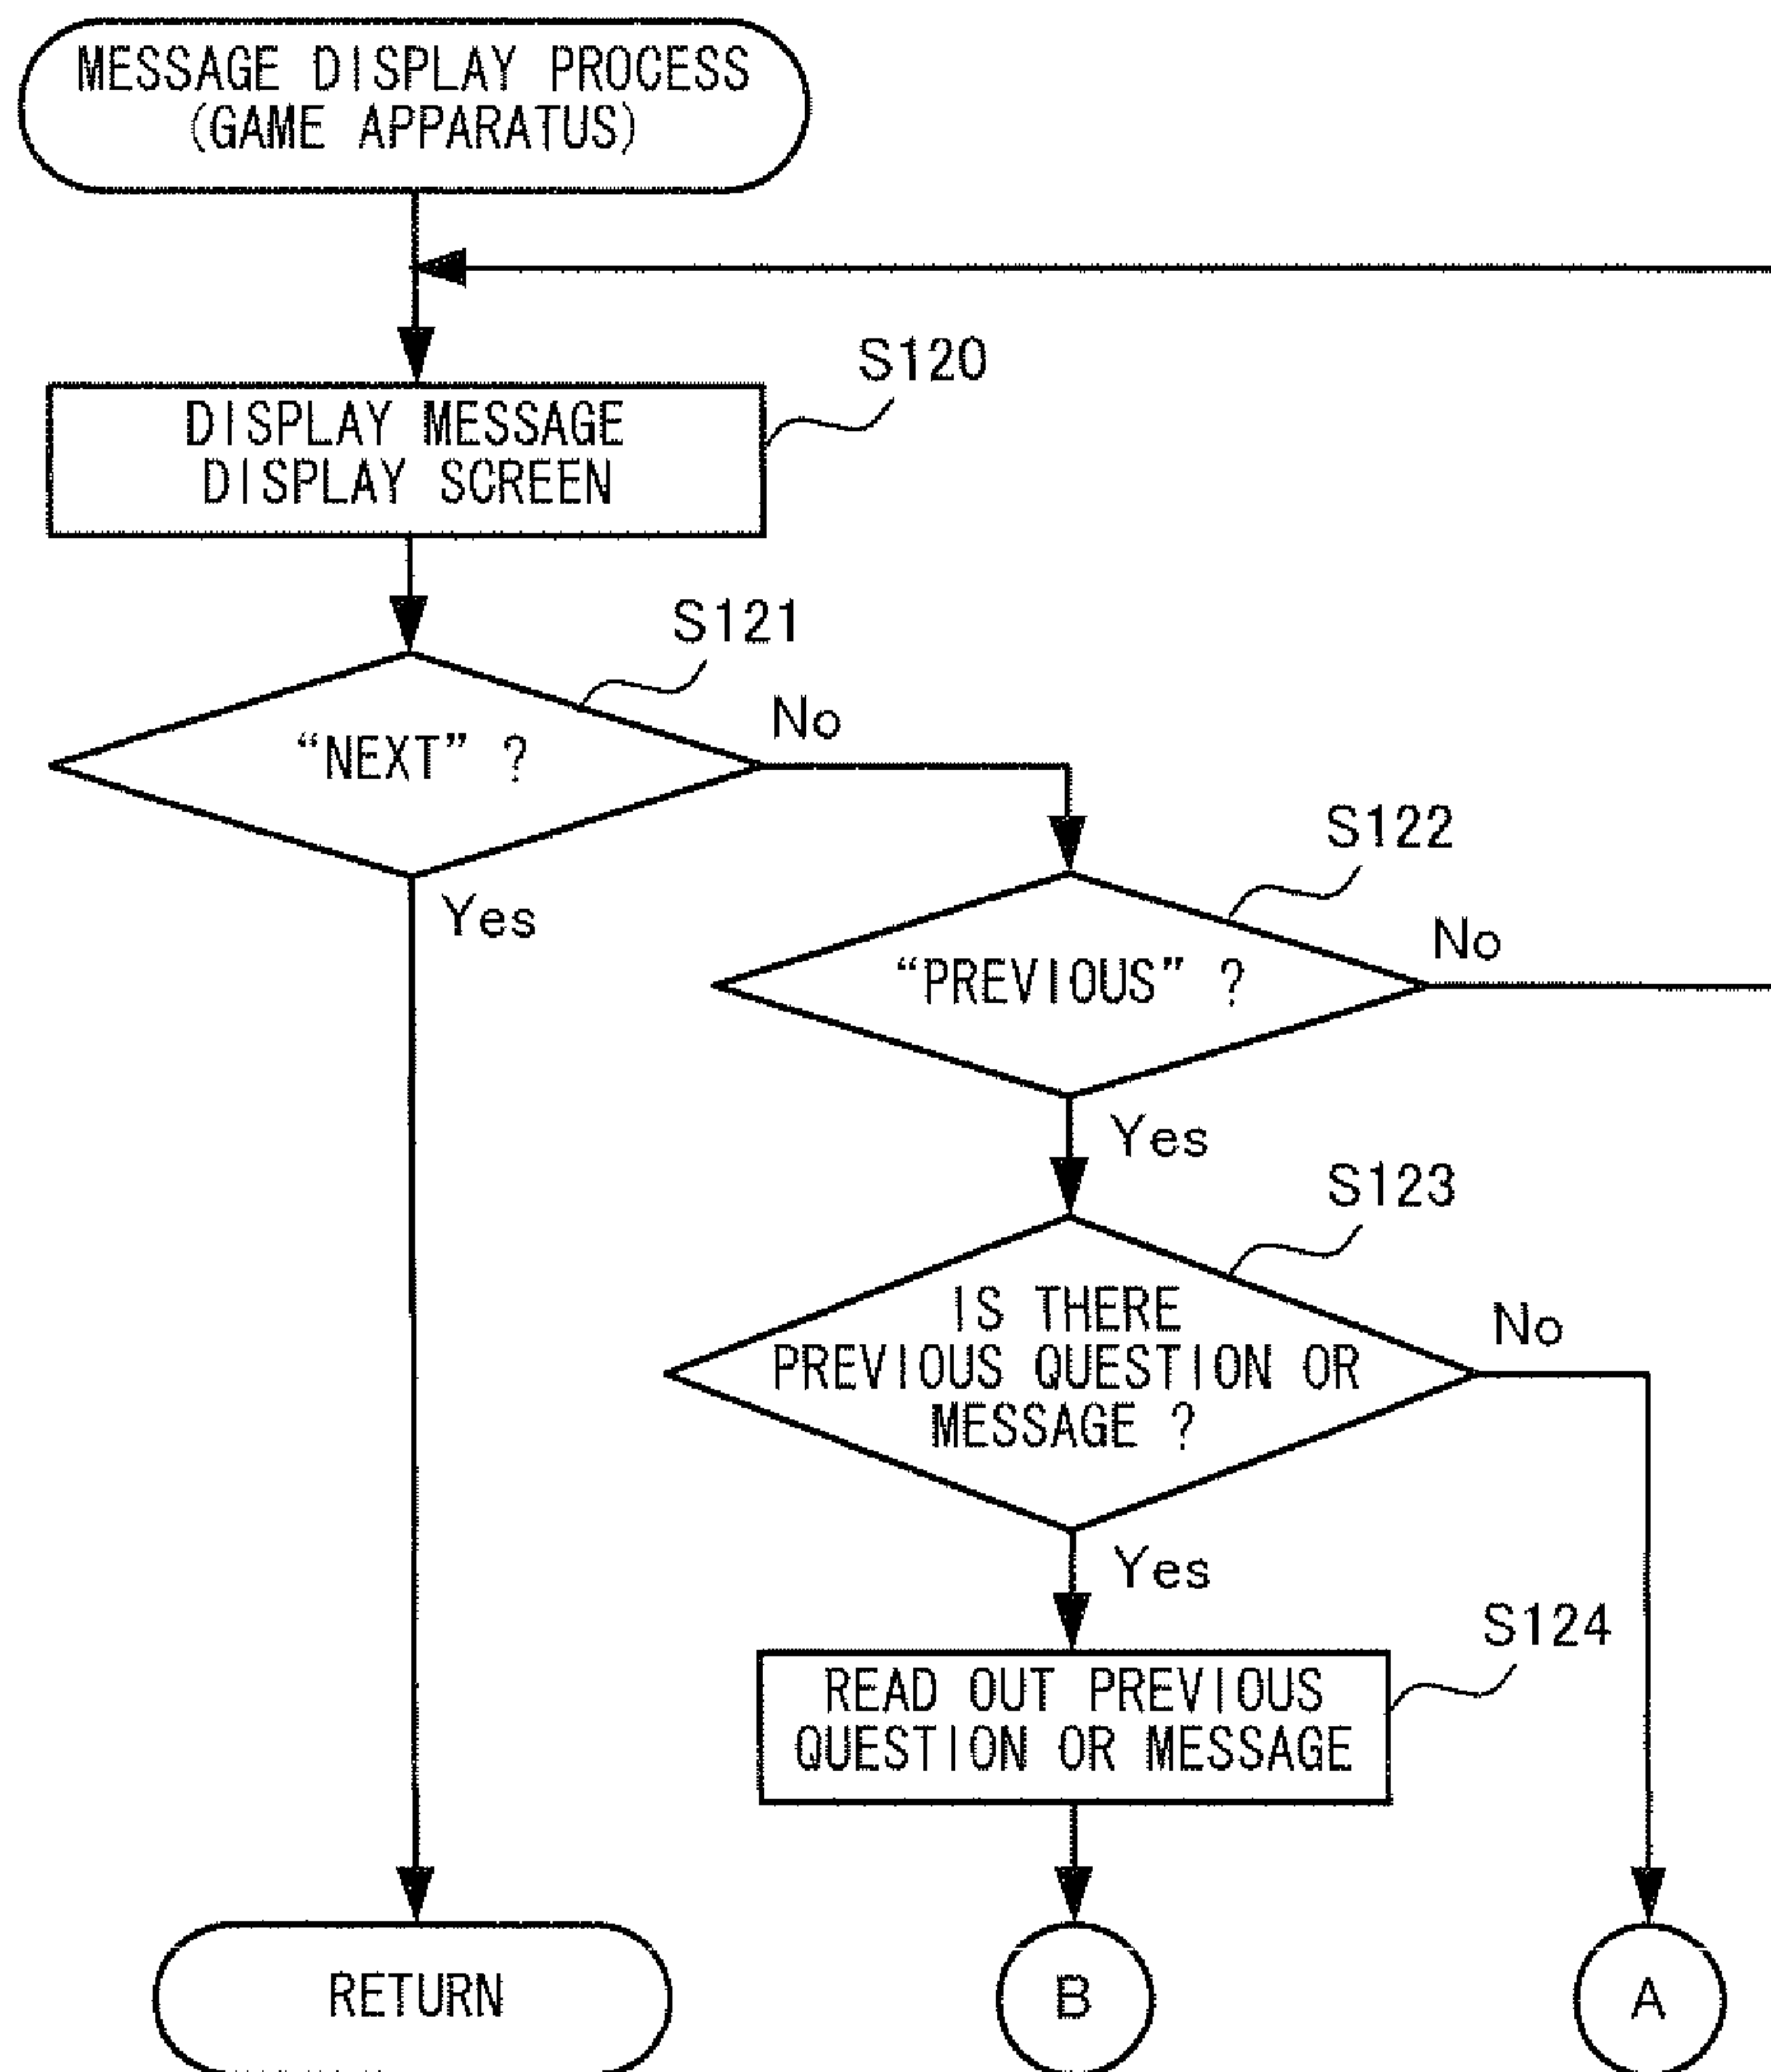 MESSAGE DISPLAY PROCESS
(GAME APPARATUS)
S120
DISPLAY MESSAGE
DISPLAY SCREEN
S121
“NEXT” ?
No
Yes
S122
“PREVIOUS” ?
No
Yes
S123
IS THERE
PREVIOUS QUESTION OR
MESSAGE ?
No
Yes
S124
READ OUT PREVIOUS
QUESTION OR MESSAGE
RETURN
B
A